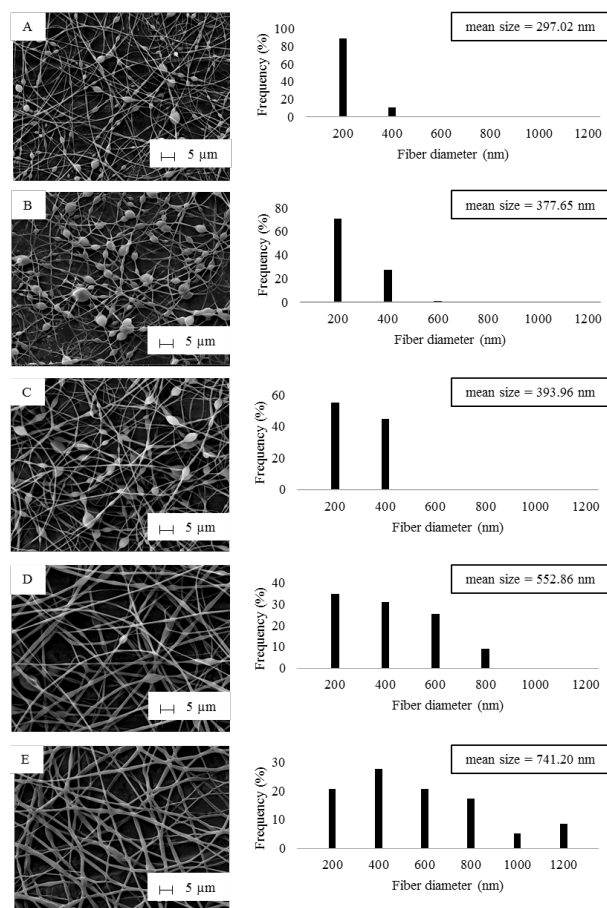 A
5 µm
mean size = 297.02 nm
Frequency (%)
100
80
60
40
20
0
200 400 600 800 1000 1200
Fiber diameter (nm)
B
5 µm
mean size = 377.65 nm
Frequency (%)
80
60
40
20
0
200 400 600 800 1000 1200
Fiber diameter (nm)
C
5 µm
mean size = 393.96 nm
Frequency (%)
60
40
20
0
200 400 600 800 1000 1200
Fiber diameter (nm)
D
5 µm
mean size = 552.86 nm
Frequency (%)
40
30
20
10
0
200 400 600 800 1000 1200
Fiber diameter (nm)
E
5 µm
mean size = 741.20 nm
Frequency (%)
30
20
10
0
200 400 600 800 1000 1200
Fiber diameter (nm)